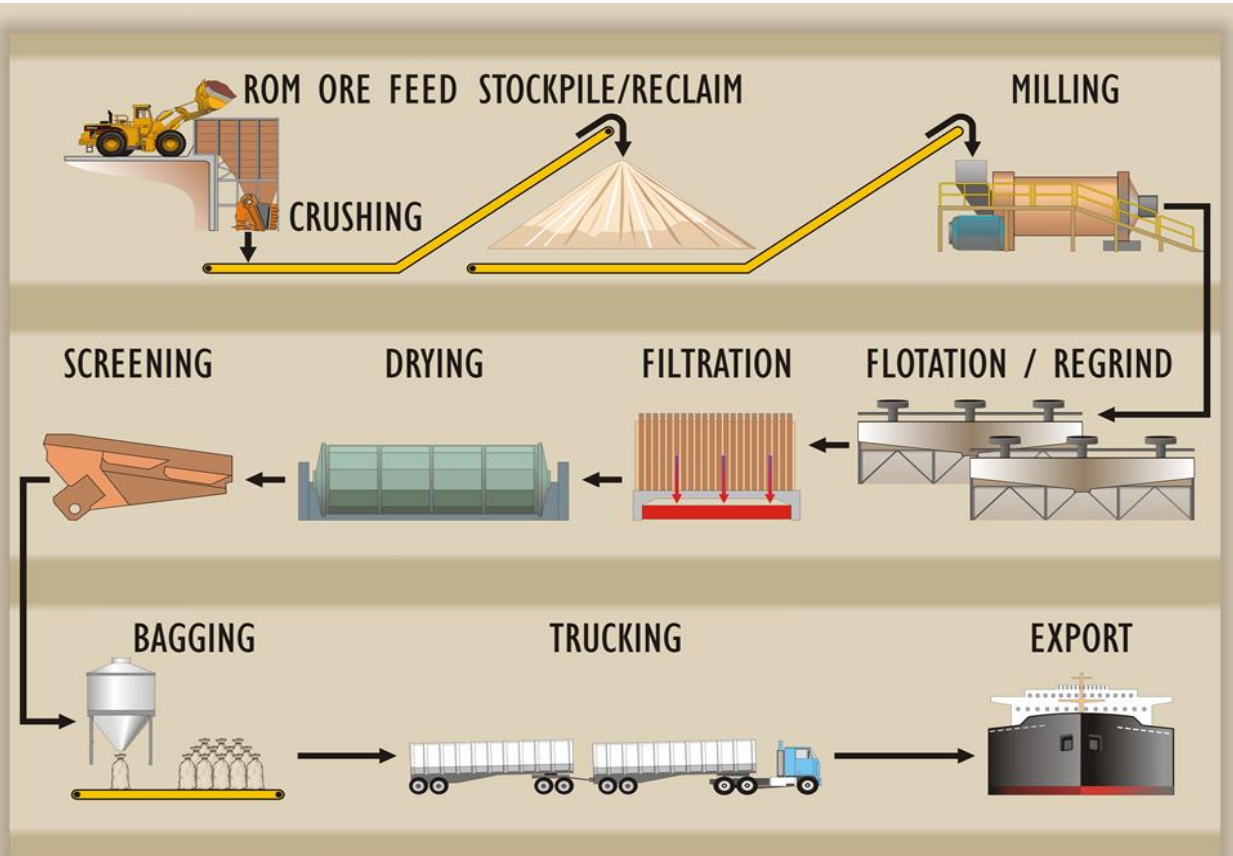 ROM ORE FEED STOCKPILE/RECLAIM
MILLING
CRUSHING
SCREENING
DRYING
FILTRATION
FLOTATION / REGRIND
BAGGING
TRUCKING
EXPORT